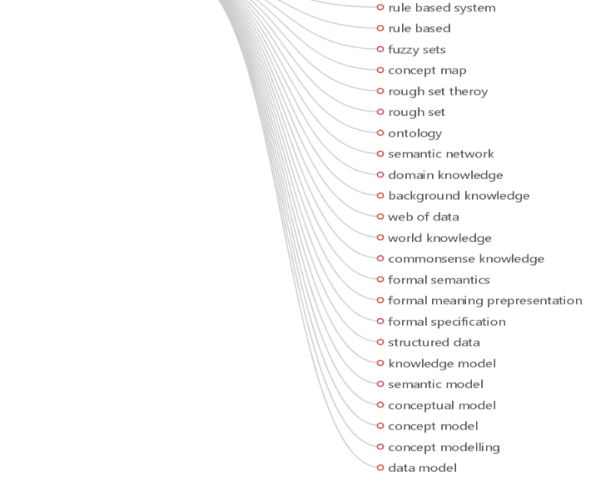 rule based system
rule based
fuzzy sets
concept map
rough set theroy
rough set
ontology
semantic network
domain knowledge
background knowledge
web of data
world knowledge
commonsense knowledge
formal semantics
formal meaning prepresentation
formal specification
structured data
knowledge model
semantic model
conceptual model
concept model
concept modelling
data model